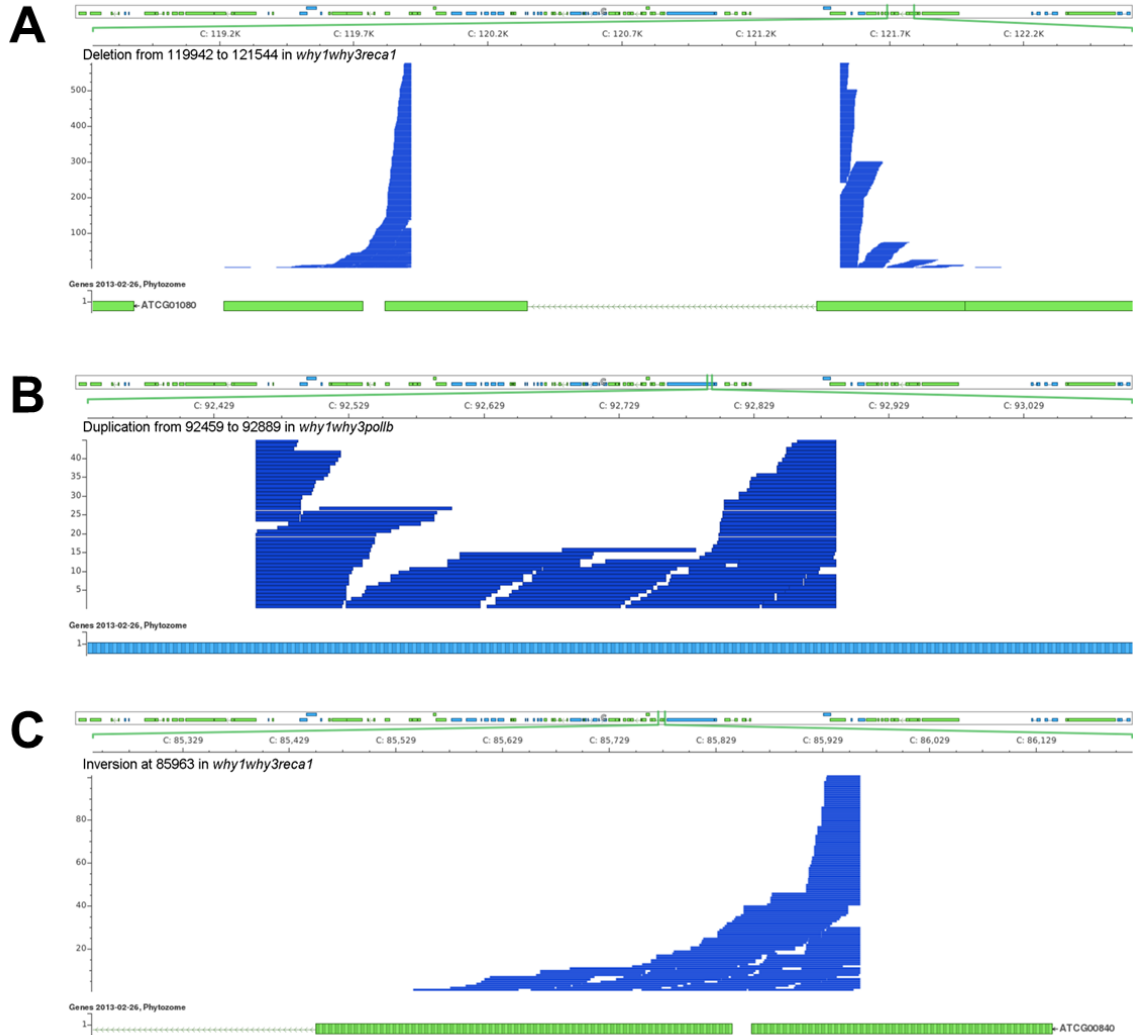 A
C: 119.2K C: 119.7K C: 120.2K C: 120.7K C: 121.2K C: 121.7K C: 122.2K
Deletion from 119942 to 121544 in why1why3reca1
500
400
300
200
100
Genes 2013-02-26, Phytozome
1
ATCG01080
B
C: 92,429 C: 92,529 C: 92,629 C: 92,729 C: 92,829 C: 92,929 C: 93,029
Duplication from 92459 to 92889 in why1why3polIb
40
35
30
25
20
15
10
5
Genes 2013-02-26, Phytozome
1
C
C: 85,329 C: 85,429 C: 85,529 C: 85,629 C: 85,729 C: 85,829 C: 85,929 C: 86,029 C: 86,129
Inversion at 85963 in why1why3reca1
80
60
40
20
Genes 2013-02-26, Phytozome
1
ATCG00840